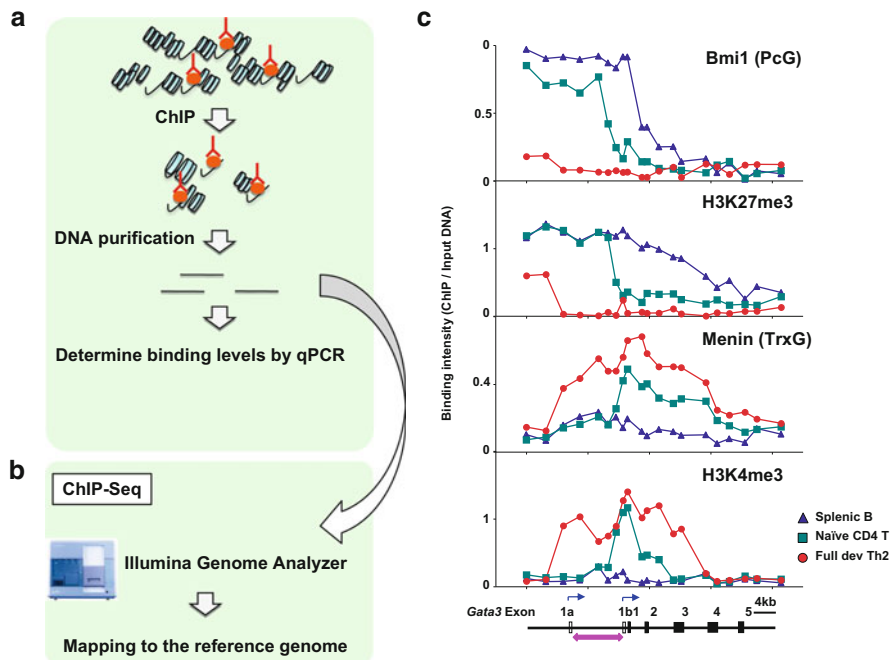 a
ChIP
DNA purification
Determine binding levels by qPCR
b
ChIP-Seq
Illumina Genome Analyzer
Mapping to the reference genome
c
Binding intensity (ChIP / Input DNA)
Bmi1 (PcG)
0
0.5
0
H3K27me3
1
0
Menin (TrxG)
0.4
0
H3K4me3
1
0
Splenic B
Naïve CD4 T
Full dev Th2
4kb
Gata3 Exon 1a 1b1 2 3 4 5